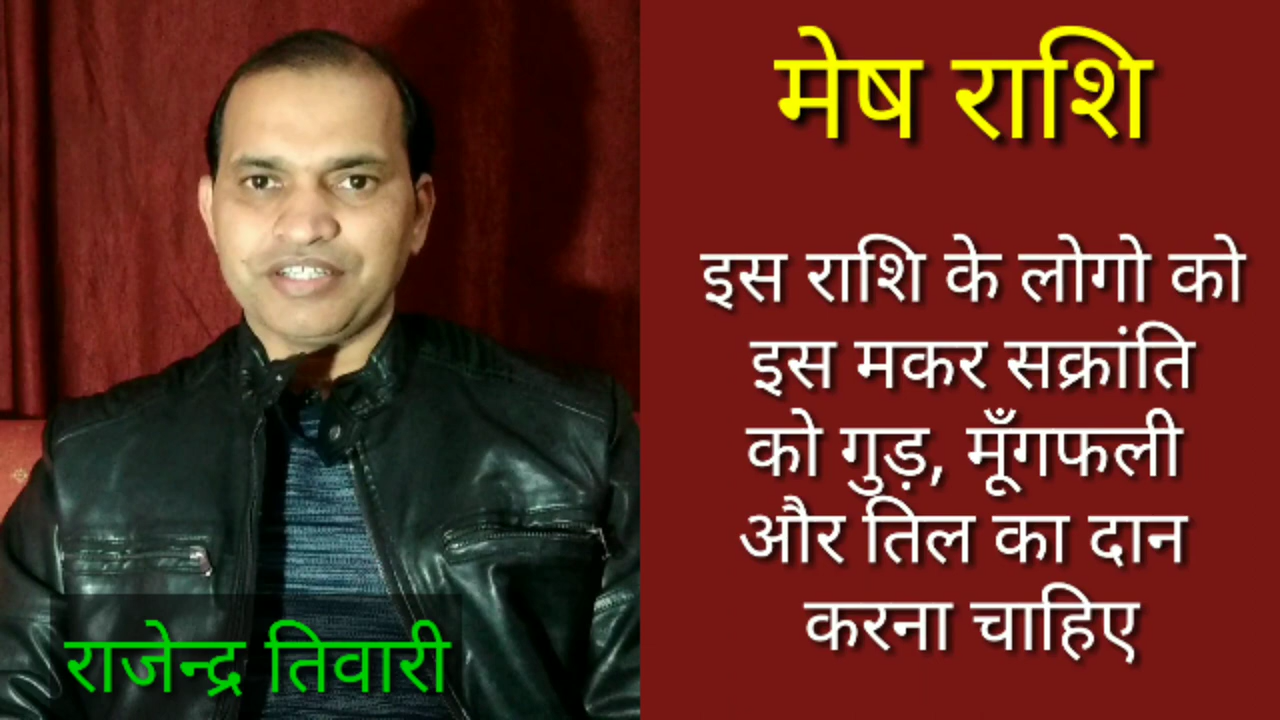 मेष राशि
इस राशि के लोगो को
इस मकर सक्रांति
को गुड़, मूँगफली
और तिल का दान
करना चाहिए
राजेन्द्र तिवारी